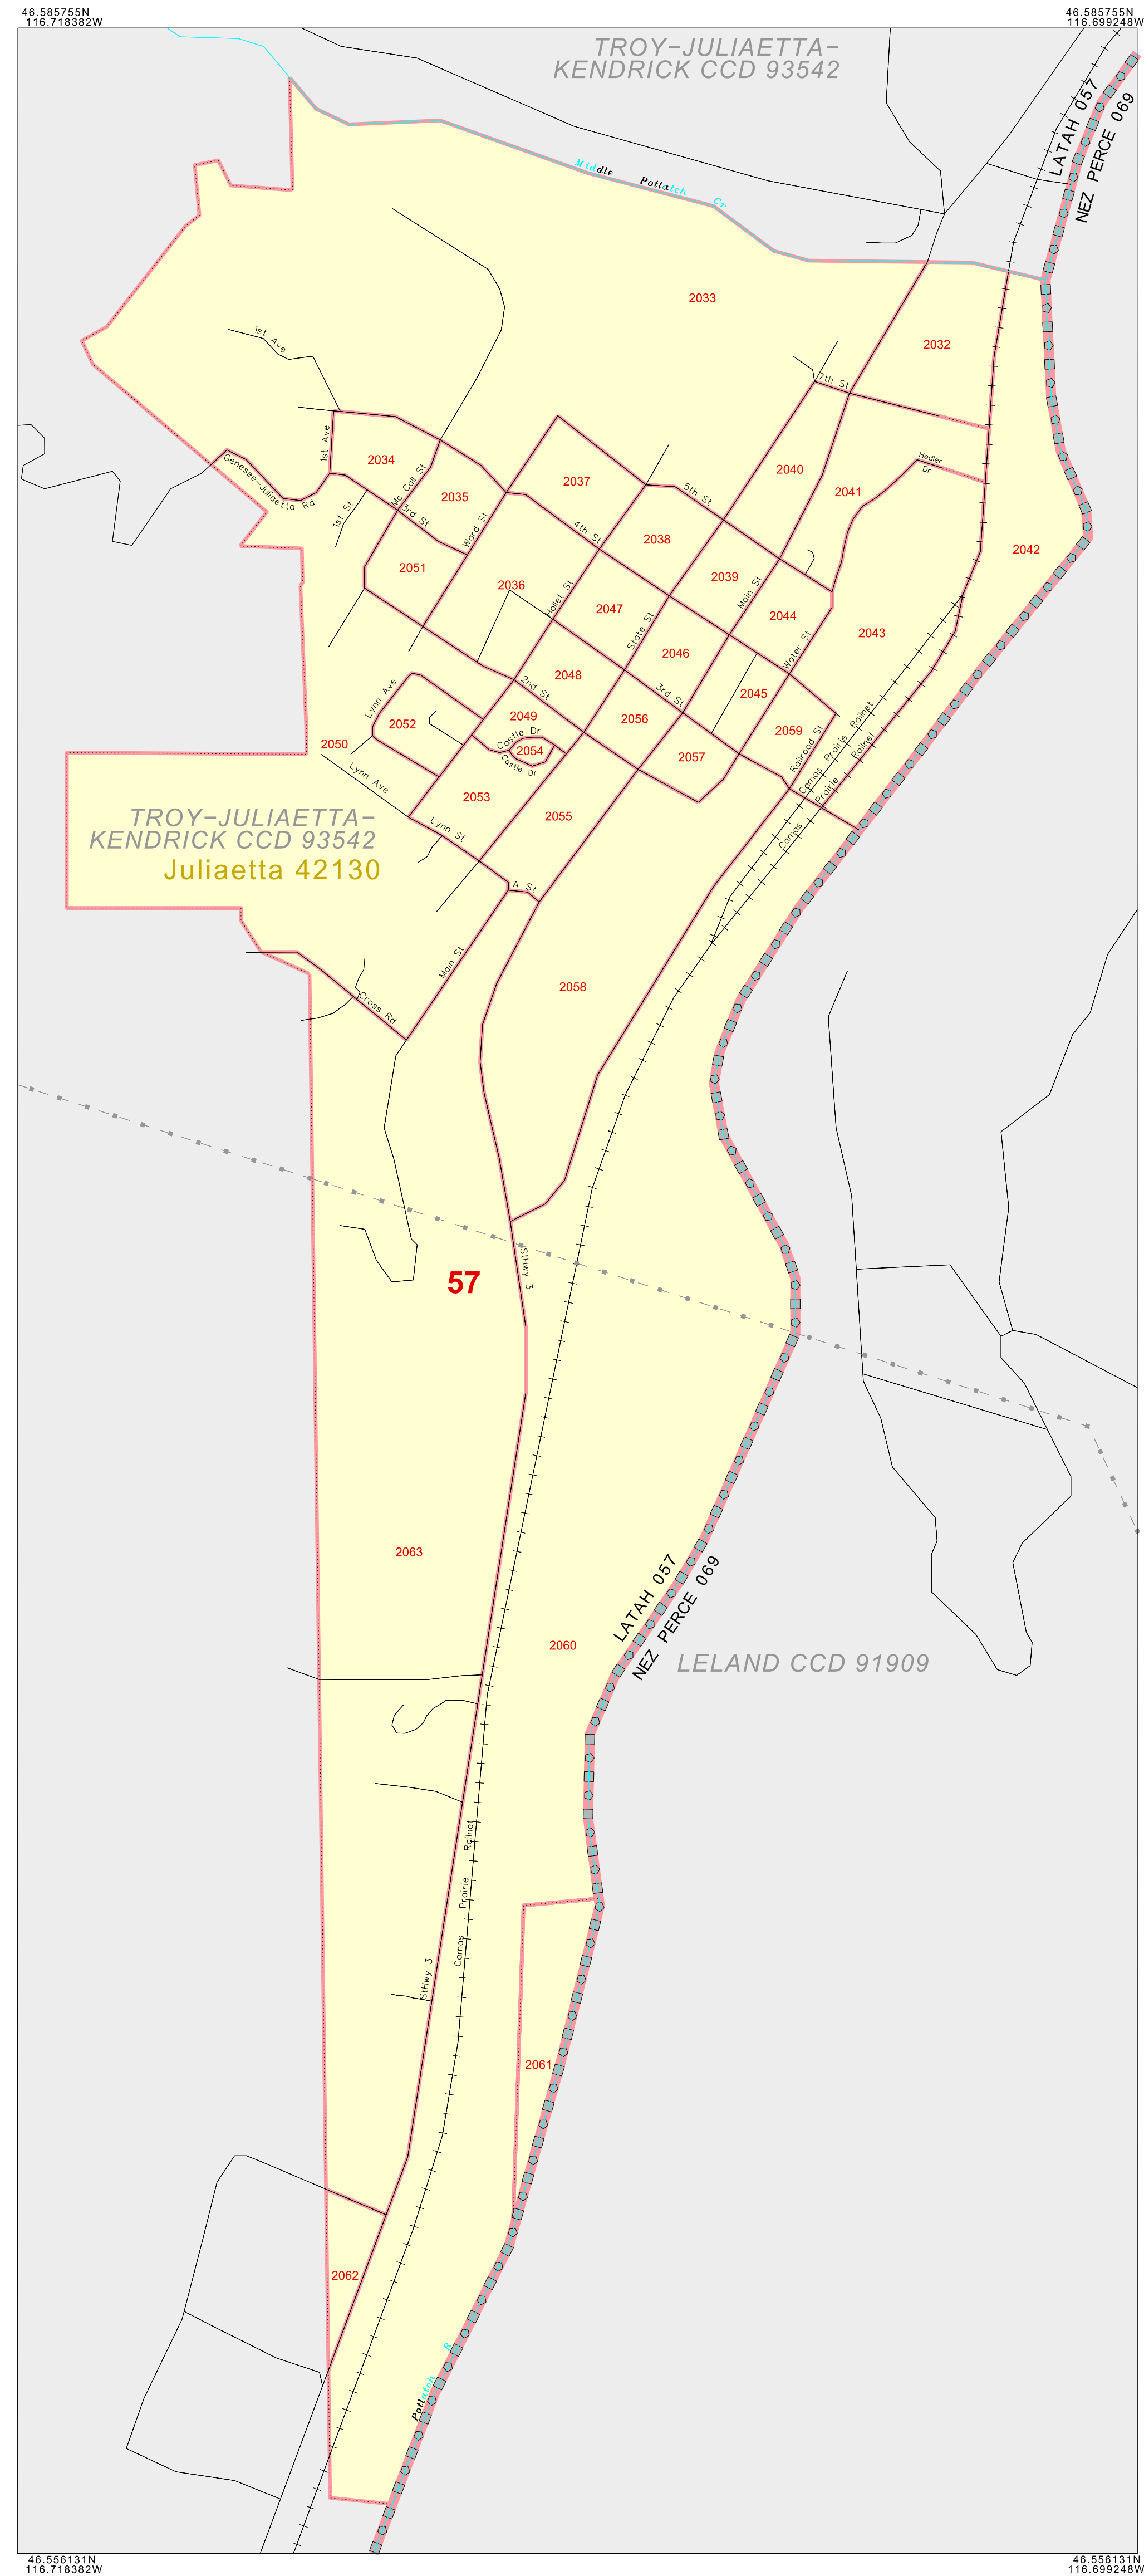 46.585755N
116.718382W
46.585755N
116.699248W
TROY-JULIAETTA-
KENDRICK CCD 93542
LATAH 057
NEZ PERCE 069
Middle Potlatch Cr
2033
2032
1st Ave
7th St
1st Ave
2034
Mc Call St
2035
2037
2040
Hedler
Dr
2041
Genesee-Juliaetta Rd
1st St
3rd St
Ward St
4th St
5th St
2038
2042
2051
2036
2039
Main St
Hallet St
2047
2044
2043
State St
2046
Water St
2048
2nd St
3rd St
2045
Lynn Ave
2052
2049
2056
2059
Castle Dr
2054
Castle Dr
2050
2057
Railroad St
Camas Prairie Railnet
Camas Prairie Railnet
Lynn Ave
2053
2055
TROY-JULIAETTA-
KENDRICK CCD 93542
Juliaetta 42130
Lynn St
A St
Main St
Cross Rd
2058
StHwy 3
57
2063
LATAH 057
NEZ PERCE 069
2060
LELAND CCD 91909
Camas Prairie Railnet
StHwy 3
2061
2062
Potlatch R
46.556131N
116.718382W
46.556131N
116.699248W